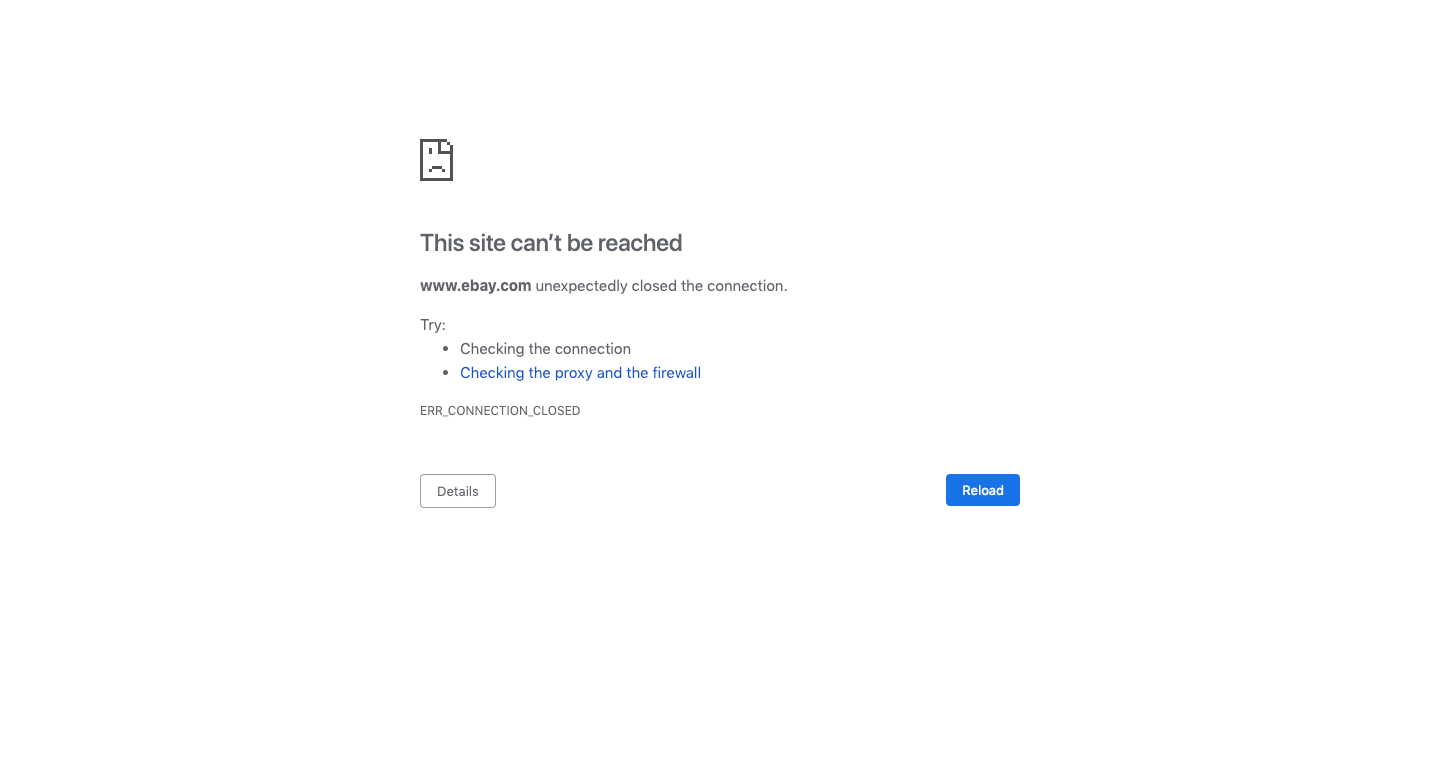 This site can’t be reached
www.ebay.com unexpectedly closed the connection.
Try:
Checking the connection
Checking the proxy and the firewall
ERR_CONNECTION_CLOSED
Details
Reload